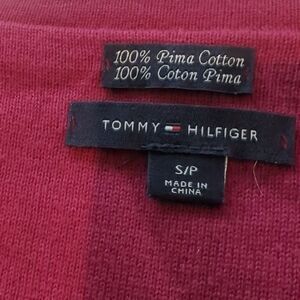 100% Pima Cotton
100% Coton Pima
TOMMY HILFIGER
S/P
MADE IN
CHINA